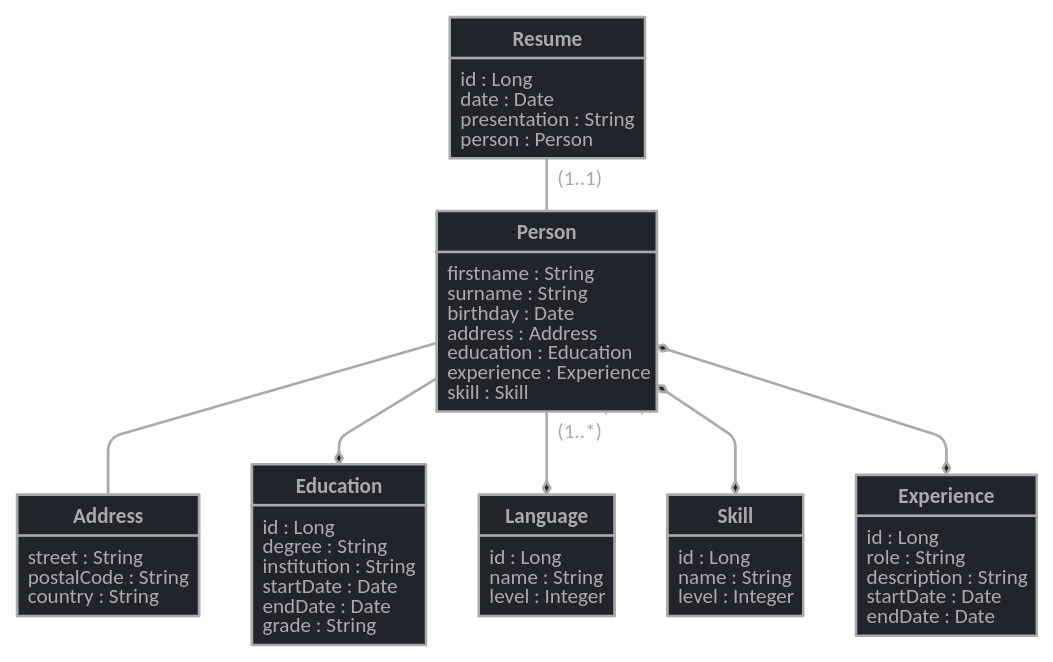 Resume
id : Long
date : Date
presentation : String
person : Person
(1..1)
Person
firstname : String
surname : String
birthday : Date
address : Address
education : Education
experience : Experience
skill : Skill
(1..*)
Address
street : String
postalCode : String
country : String
Education
id : Long
degree : String
institution : String
startDate : Date
endDate : Date
grade : String
Language
id : Long
name : String
level : Integer
Skill
id : Long
name : String
level : Integer
Experience
id : Long
role : String
description : String
startDate : Date
endDate : Date